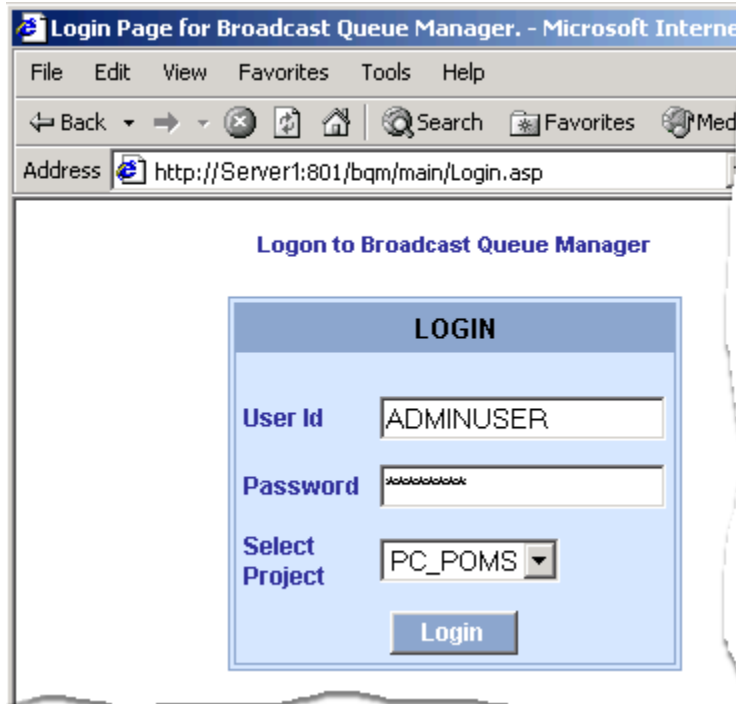 Login Page for Broadcast Queue Manager. - Microsoft Interne
File Edit View Favorites Tools Help
Back Search Favorites Med
Address http://Server1:801/bqm/main/Login.asp
Logon to Broadcast Queue Manager
LOGIN
User Id ADMINUSER
Password *********
Select Project PC_POMS
Login